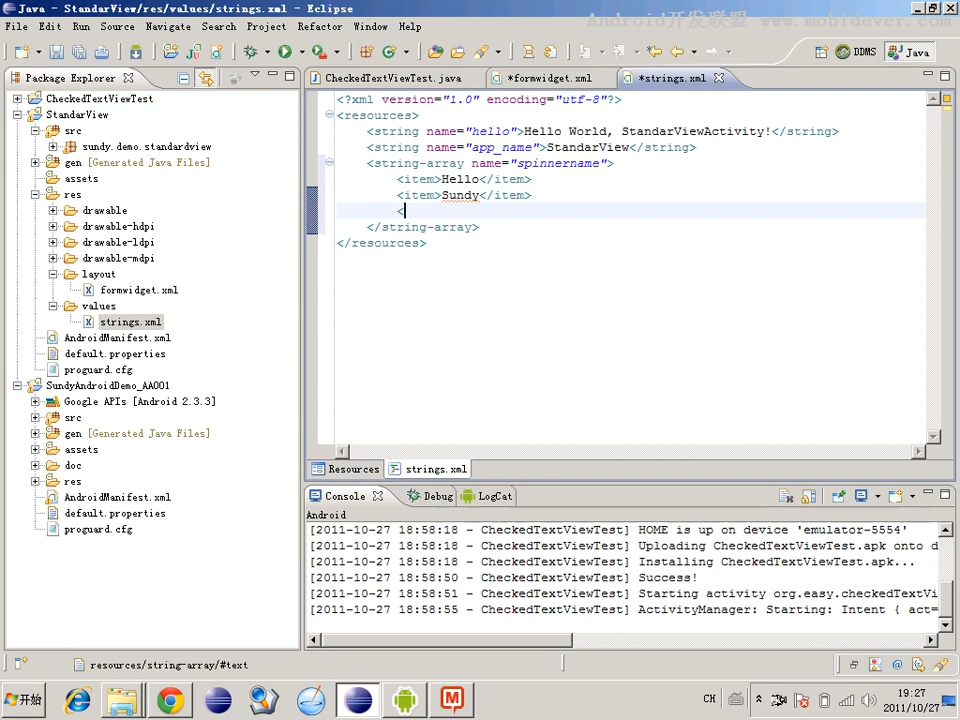 Java - StandarView/res/values/strings.xml - Eclipse
Android开发联盟 www.mobidever.com
File Edit Run Source Navigate Search Project Refactor Window Help
DDMS Java
Package Explorer
CheckedTextViewTest.java *formwidget.xml *strings.xml
CheckedTextViewTest
StandarView
src
sundy.demo.standardview
gen [Generated Java Files]
assets
res
drawable
drawable-hdpi
drawable-ldpi
drawable-mdpi
layout
formwidget.xml
values
strings.xml
AndroidManifest.xml
default.properties
proguard.cfg
SundyAndroidDemo_AA001
Google APIs [Android 2.3.3]
src
gen [Generated Java Files]
assets
doc
res
AndroidManifest.xml
default.properties
proguard.cfg
<?xml version="1.0" encoding="utf-8"?>
<resources>
<string name="hello">Hello World, StandarViewActivity!</string>
<string name="app_name">StandarView</string>
<string-array name="spinnername">
<item>Hello</item>
<item>Sundy</item>
<
</string-array>
</resources>
Resources strings.xml
Console Debug LogCat
Android
[2011-10-27 18:58:18 - CheckedTextViewTest] HOME is up on device 'emulator-5554'
[2011-10-27 18:58:18 - CheckedTextViewTest] Uploading CheckedTextViewTest.apk onto d
[2011-10-27 18:58:18 - CheckedTextViewTest] Installing CheckedTextViewTest.apk...
[2011-10-27 18:58:50 - CheckedTextViewTest] Success!
[2011-10-27 18:58:51 - CheckedTextViewTest] Starting activity org.easy.checkedTextVi
[2011-10-27 18:58:55 - CheckedTextViewTest] ActivityManager: Starting: Intent { act=
resources/string-array/#text
开始
CH
19:27
2011/10/27